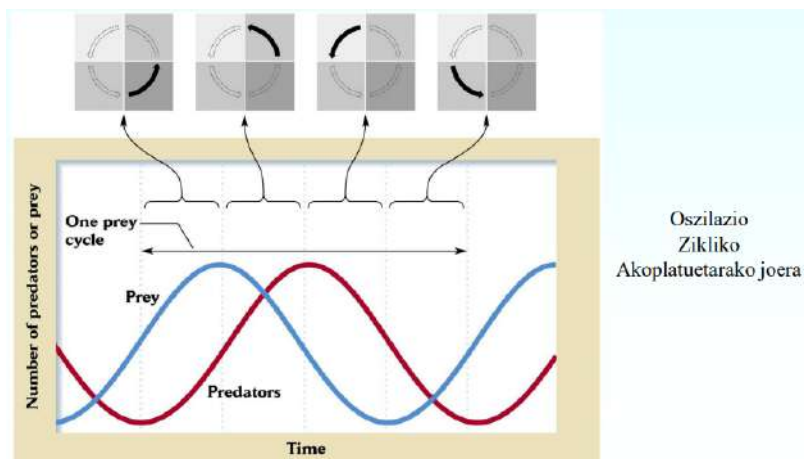 Number of predators or prey
One prey
cycle
Prey
Predators
Time
Oszilazio
Zikliko
Akoplatuetarako joera